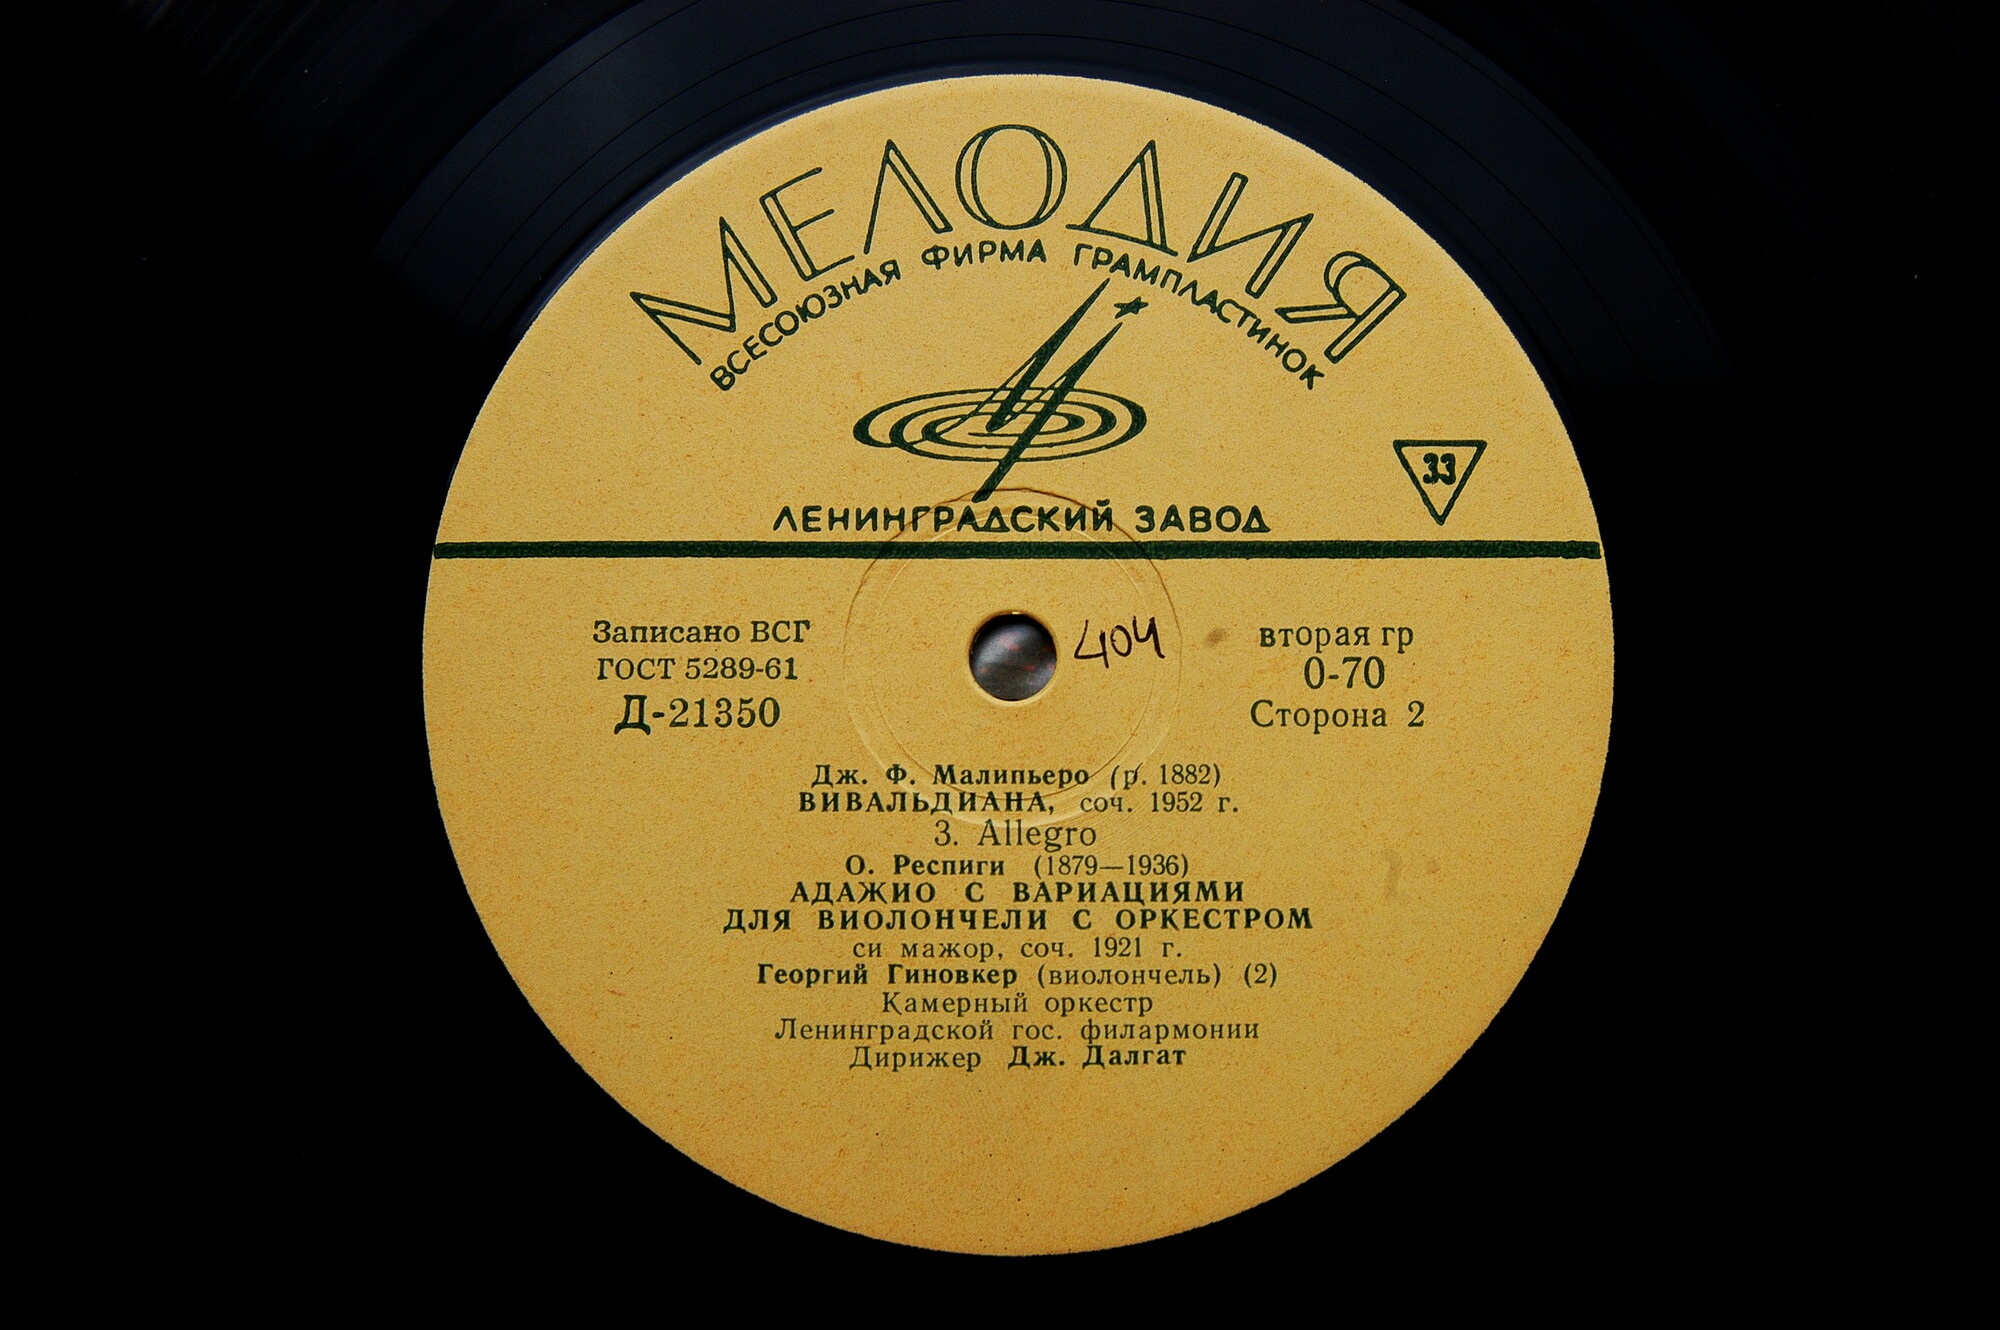 МЕЛОДИЯ
ВСЕСОЮЗНАЯ ФИРМА ГРАМПЛАСТИНОК
33
ЛЕНИНГРАДСКИЙ ЗАВОД
Записано ВСГ
ГОСТ 5289-61
Д-21350
404
вторая гр
0-70
Сторона 2
Дж. Ф. Малипьеро (р. 1882)
ВИВАЛЬДИАНА, соч. 1952 г.
3. Allegro
О. Респиги (1879—1936)
АДАЖИО С ВАРИАЦИЯМИ
ДЛЯ ВИОЛОНЧЕЛИ С ОРКЕСТРОМ
си мажор, соч. 1921 г.
Георгий Гиновкер (виолончель) (2)
Камерный оркестр
Ленинградской гос. филармонии
Дирижер Дж. Далгат